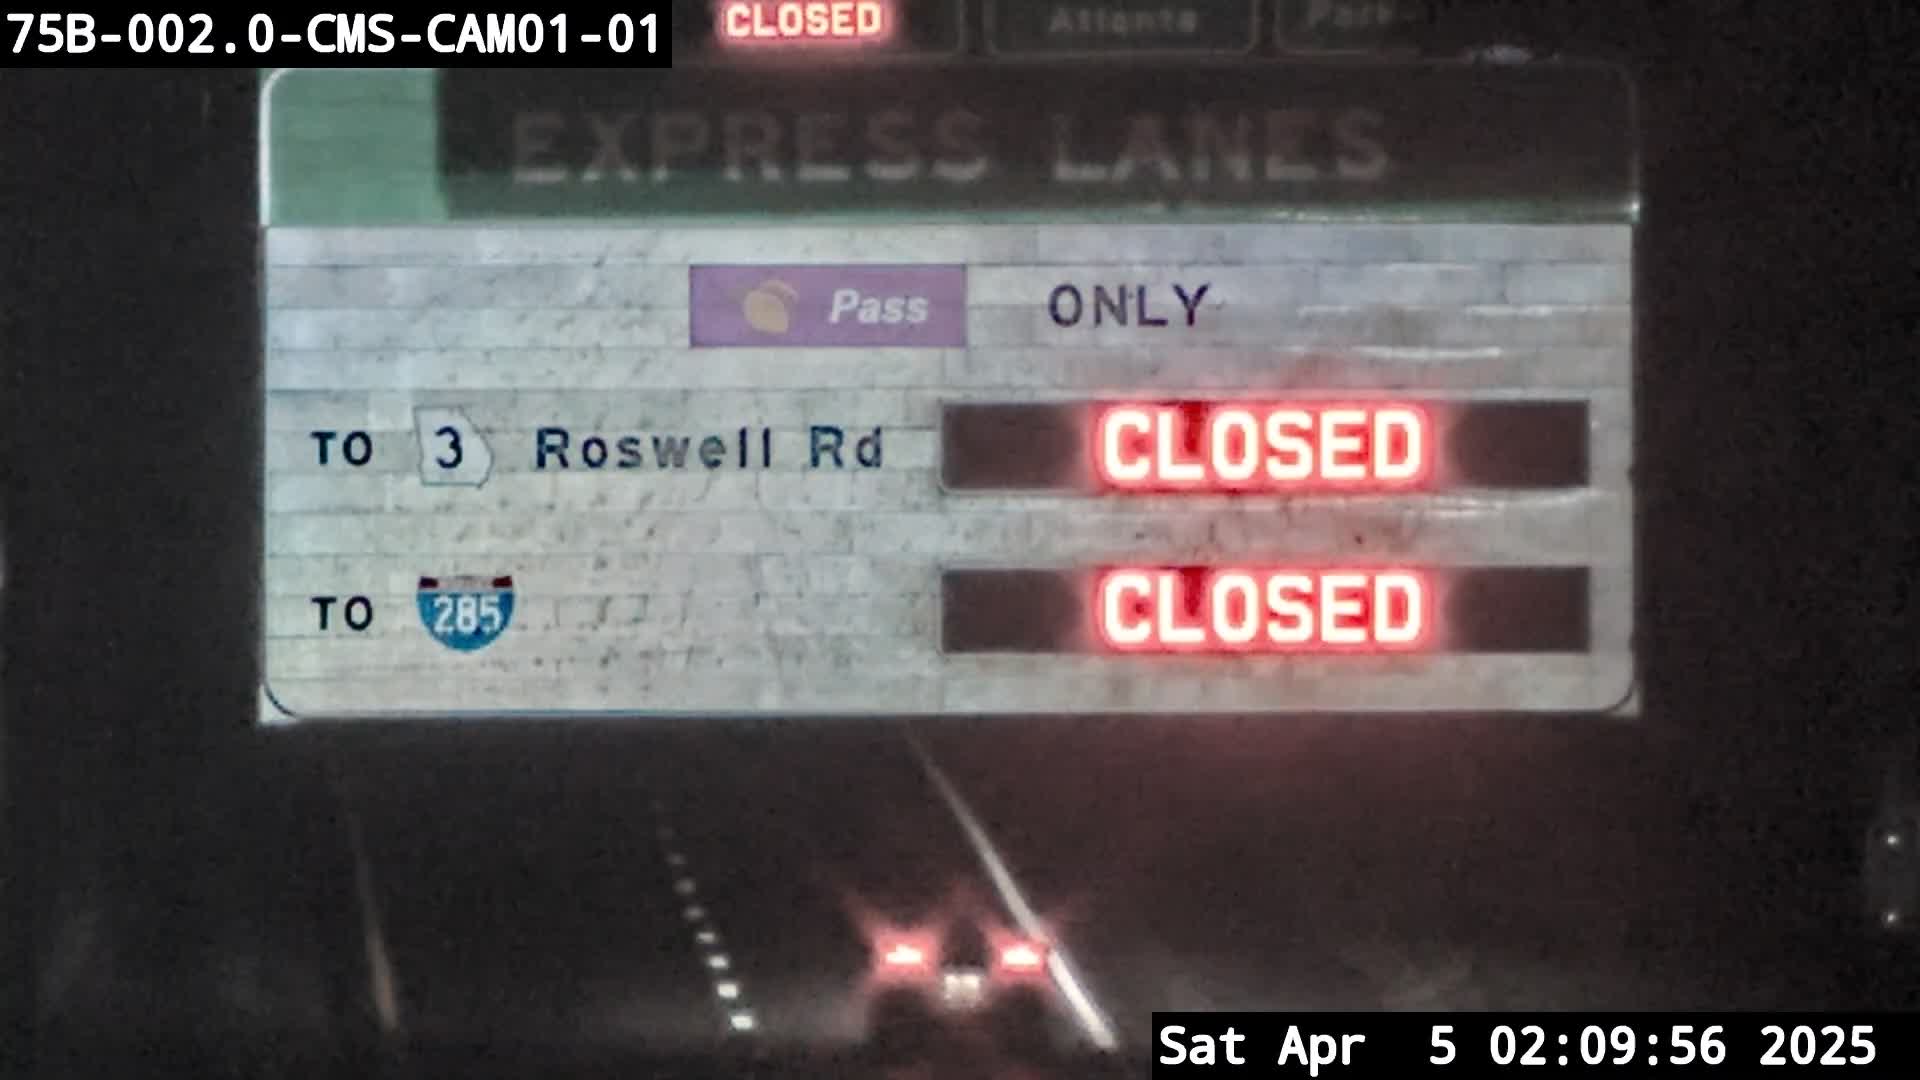 75B-002.0-CMS-CAM01-01
CLOSED
Atlanta
EXPRESS LANES
Pass ONLY
TO 3 Roswell Rd CLOSED
TO 285 CLOSED
Sat Apr 5 02:09:56 2025